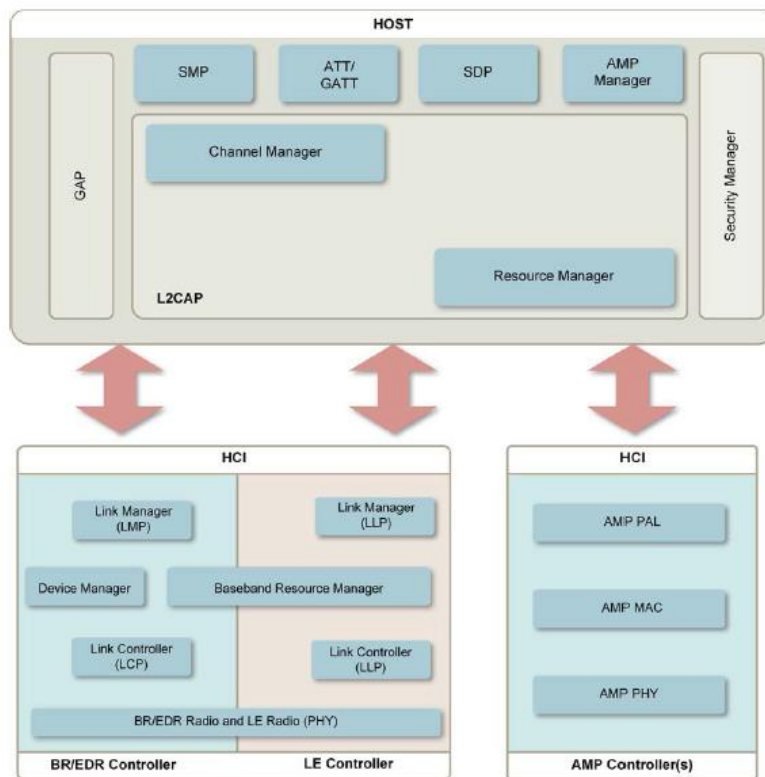 HOST
SMP
ATT/
GATT
SDP
AMP
Manager
GAP
Channel Manager
Security Manager
Resource Manager
L2CAP
HCI
Link Manager
(LMP)
Link Manager
(LLP)
Device Manager
Baseband Resource Manager
Link Controller
(LCP)
Link Controller
(LLP)
BR/EDR Radio and LE Radio (PHY)
BR/EDR Controller
LE Controller
HCI
AMP PAL
AMP MAC
AMP PHY
AMP Controller(s)